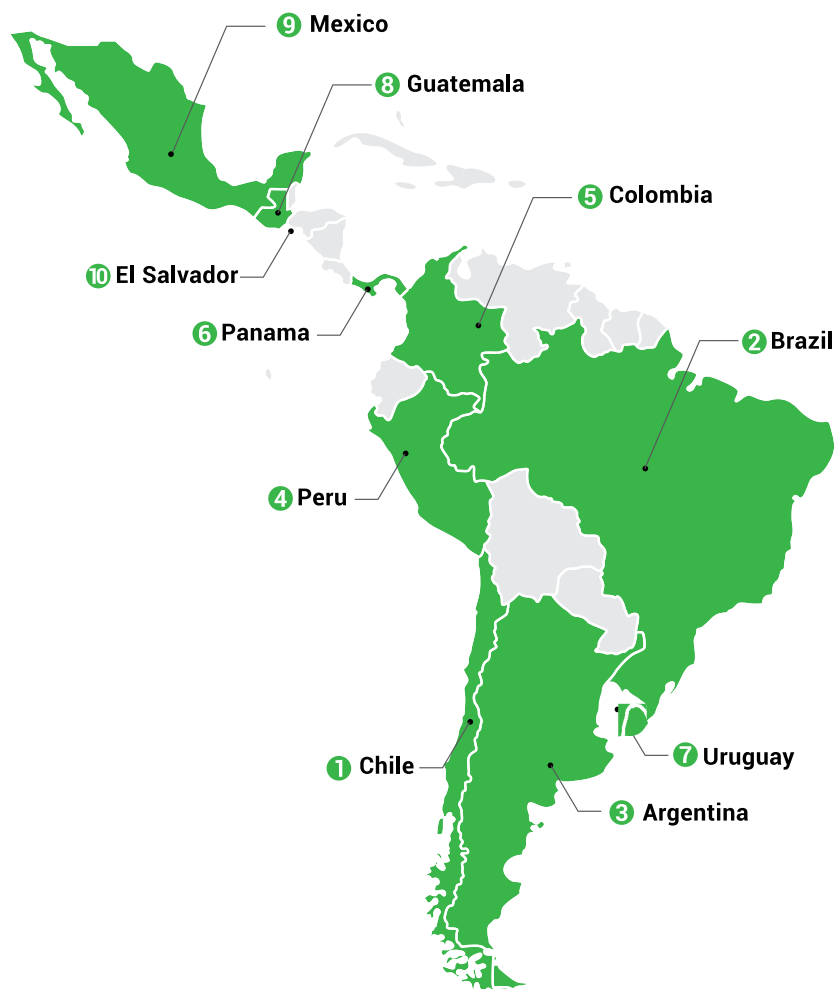 9 Mexico
8 Guatemala
5 Colombia
10 El Salvador
6 Panama
2 Brazil
4 Peru
7 Uruguay
1 Chile
3 Argentina